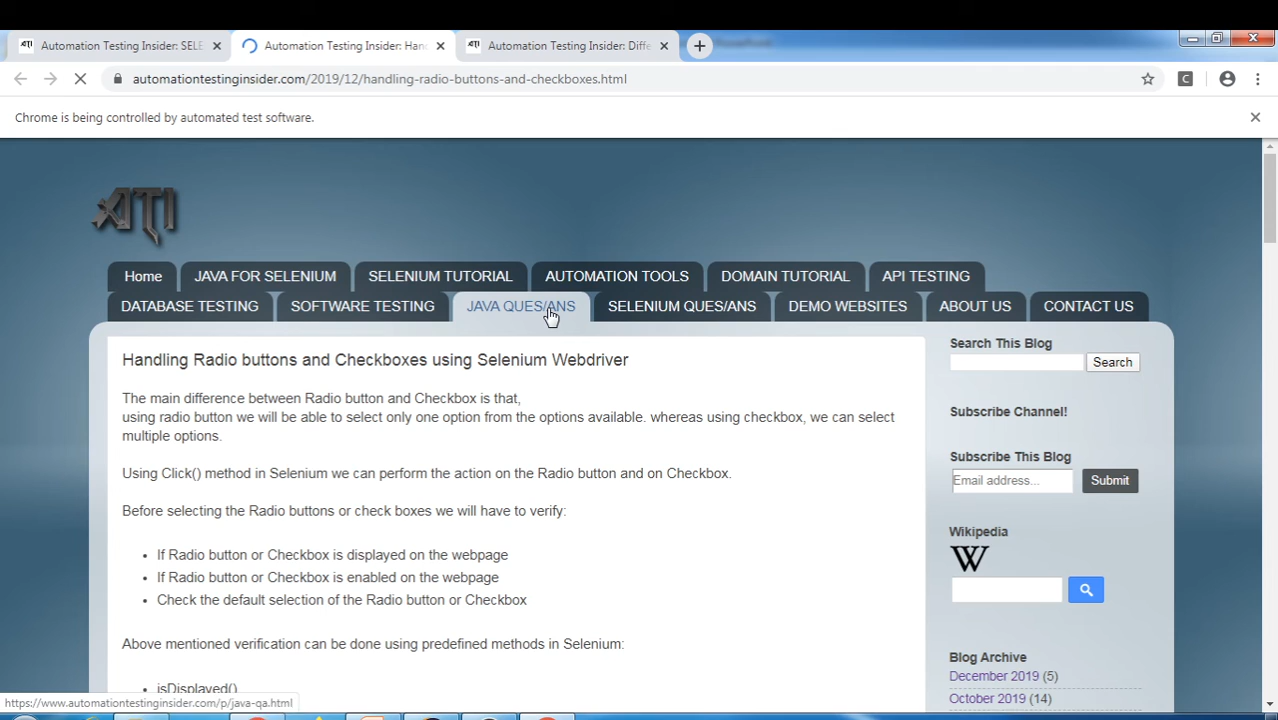 Automation Testing Insider: SELE
Automation Testing Insider: Hand
Automation Testing Insider: Diffe
automationtestinginsider.com/2019/12/handling-radio-buttons-and-checkboxes.html
C
Chrome is being controlled by automated test software.
ATI
Home JAVA FOR SELENIUM SELENIUM TUTORIAL AUTOMATION TOOLS DOMAIN TUTORIAL API TESTING
DATABASE TESTING SOFTWARE TESTING JAVA QUES/ANS SELENIUM QUES/ANS DEMO WEBSITES ABOUT US CONTACT US
Handling Radio buttons and Checkboxes using Selenium Webdriver
The main difference between Radio button and Checkbox is that,
using radio button we will be able to select only one option from the options available. whereas using checkbox, we can select
multiple options.
Using Click() method in Selenium we can perform the action on the Radio button and on Checkbox.
Before selecting the Radio buttons or check boxes we will have to verify:
• If Radio button or Checkbox is displayed on the webpage
• If Radio button or Checkbox is enabled on the webpage
• Check the default selection of the Radio button or Checkbox
Above mentioned verification can be done using predefined methods in Selenium:
• isDisplayed()
Search This Blog
Search
Subscribe Channel!
Subscribe This Blog
Email address... Submit
Wikipedia
W
Blog Archive
December 2019 (5)
October 2019 (14)
https://www.automationtestinginsider.com/p/java-qa.html